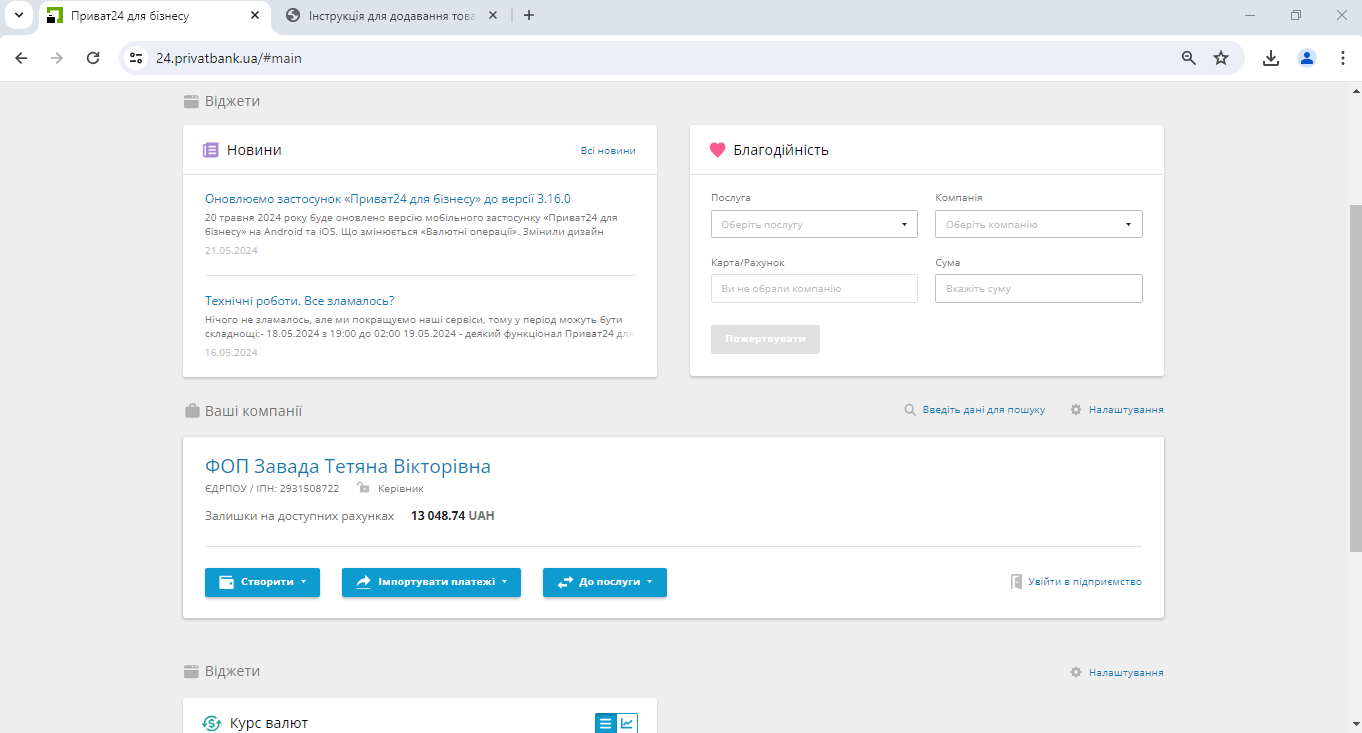 Приват24 для бізнесу
Інструкція для додавання това
24.privatbank.ua/#main
Віджети
Новини
Всі новини
Оновлюємо застосунок «Приват24 для бізнесу» до версії 3.16.0
20 травня 2024 року буде оновлено версію мобільного застосунку «Приват24 для
бізнесу» на Android та iOS. Що змінюється «Валютні операції». Змінили дизайн
21.05.2024
Технічні роботи. Все зламалось?
Нічого не зламалось, але ми покращуємо наші сервіси, тому у період можуть бути
складнощі:- 18.05.2024 з 19:00 до 02:00 19.05.2024 - деякий функціонал Приват24 для
16.05.2024
Благодійність
Послуга
Компанія
Оберіть послугу
Оберіть компанію
Карта/Рахунок
Сума
Ви не обрали компанію
Вкажіть суму
Пожертвувати
Ваші компанії
Введіть дані для пошуку
Налаштування
ФОП Завада Тетяна Вікторівна
ЄДРПОУ / ІПН: 2931508722
Керівник
Залишки на доступних рахунках 13 048.74 UAH
Створити
Імпортувати платежі
До послуги
Увійти в підприємство
Віджети
Налаштування
Курс валют